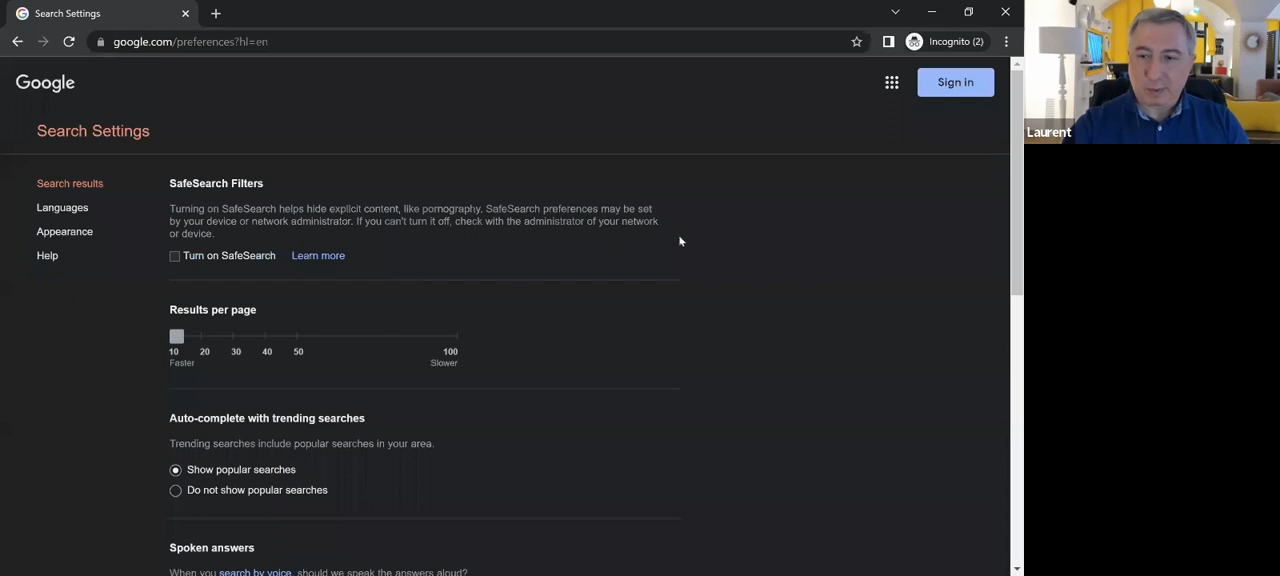 Search Settings
google.com/preferences?hl=en
Incognito (2)
Google
Sign in
Laurent
Search Settings
Search results
Languages
Appearance
Help
SafeSearch Filters
Turning on SafeSearch helps hide explicit content, like pornography. SafeSearch preferences may be set
by your device or network administrator. If you can't turn it off, check with the administrator of your network
or device.
Turn on SafeSearch Learn more
Results per page
10 20 30 40 50 100
Faster Slower
Auto-complete with trending searches
Trending searches include popular searches in your area.
Show popular searches
Do not show popular searches
Spoken answers
When you search by voice, should we speak the answers aloud?